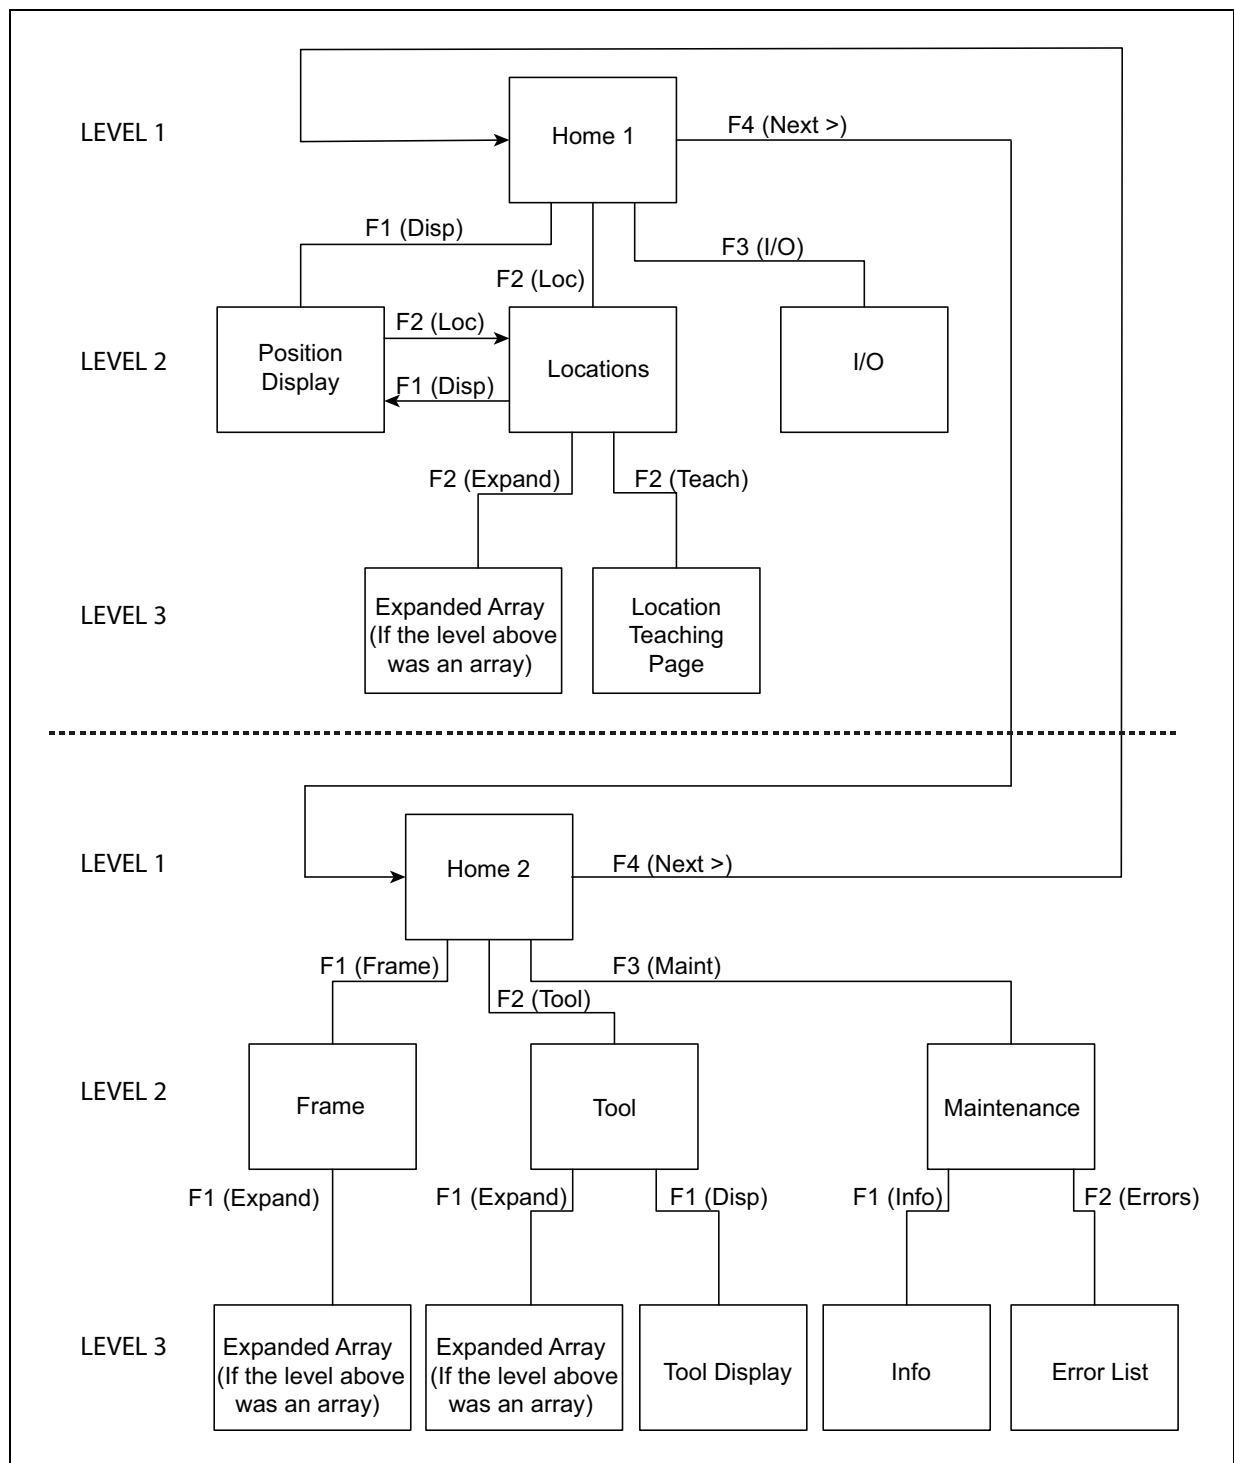 LEVEL 1
Home 1
F4 (Next >)
F1 (Disp)
F2 (Loc)
F3 (I/O)
LEVEL 2
Position
Display
F2 (Loc)
F1 (Disp)
Locations
I/O
F2 (Expand)
F2 (Teach)
LEVEL 3
Expanded Array
(If the level above
was an array)
Location
Teaching
Page
LEVEL 1
Home 2
F4 (Next >)
F1 (Frame)
F2 (Tool)
F3 (Maint)
LEVEL 2
Frame
Tool
Maintenance
F1 (Expand)
F1 (Expand)
F1 (Disp)
F1 (Info)
F2 (Errors)
LEVEL 3
Expanded Array
(If the level above
was an array)
Expanded Array
(If the level above
was an array)
Tool Display
Info
Error List